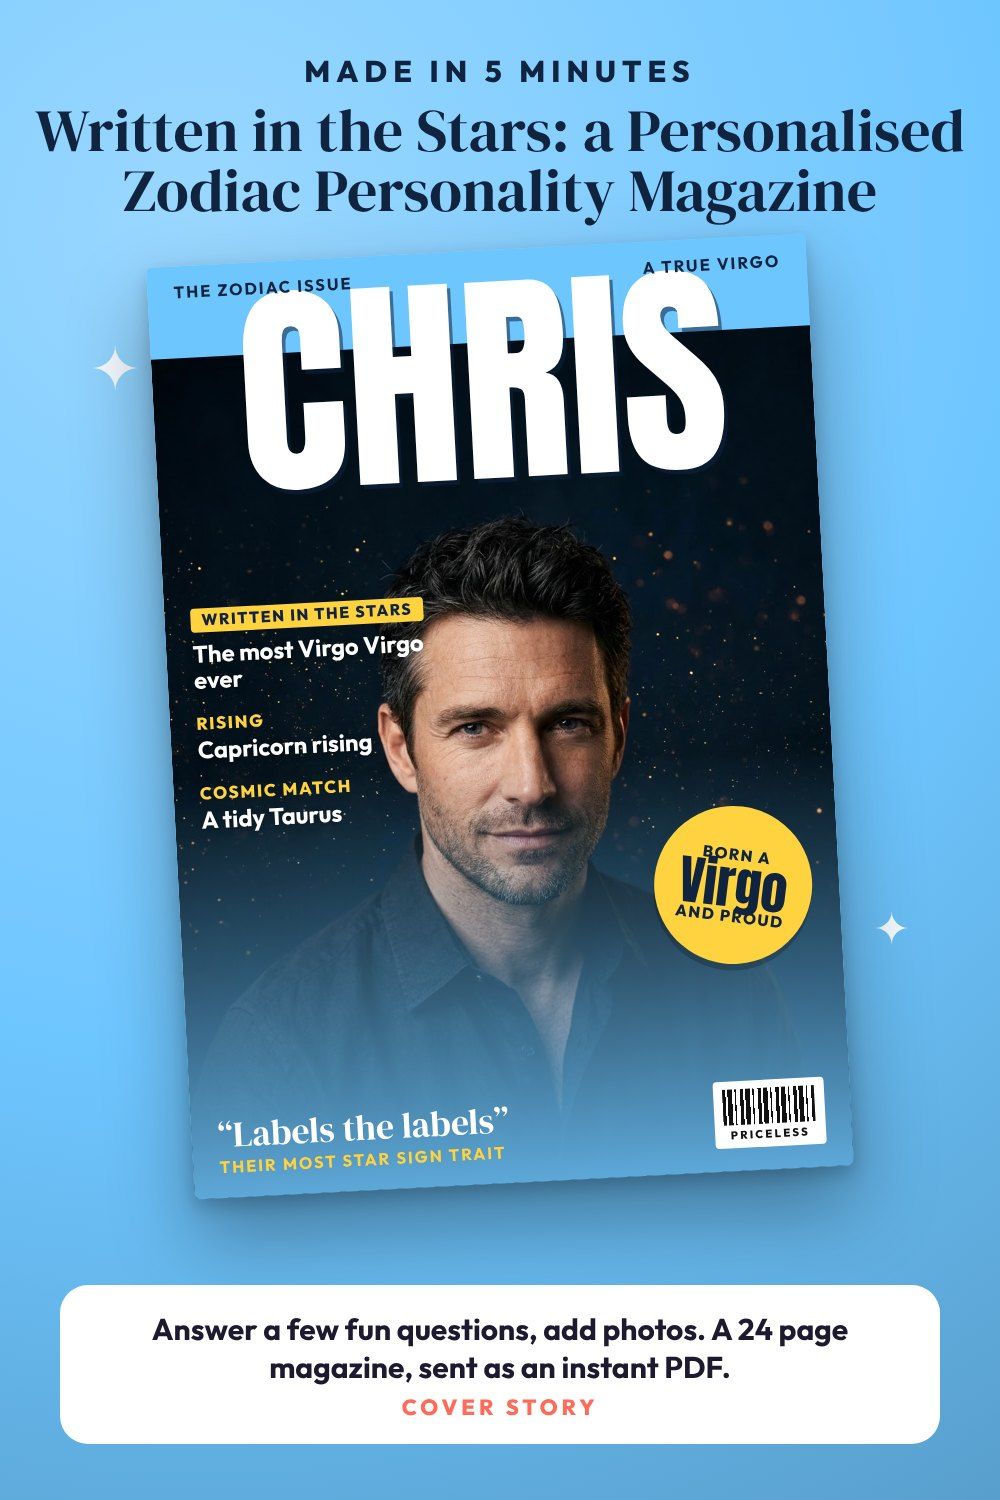 MADE IN 5 MINUTES
Written in the Stars: a Personalised
Zodiac Personality Magazine
THE ZODIAC ISSUE
A TRUE VIRGO
CHRIS
WRITTEN IN THE STARS
The most Virgo Virgo
ever
RISING
Capricorn rising
COSMIC MATCH
A tidy Taurus
BORN A
Virgo
AND PROUD
“Labels the labels”
THEIR MOST STAR SIGN TRAIT
PRICELESS
Answer a few fun questions, add photos. A 24 page
magazine, sent as an instant PDF.
COVER STORY